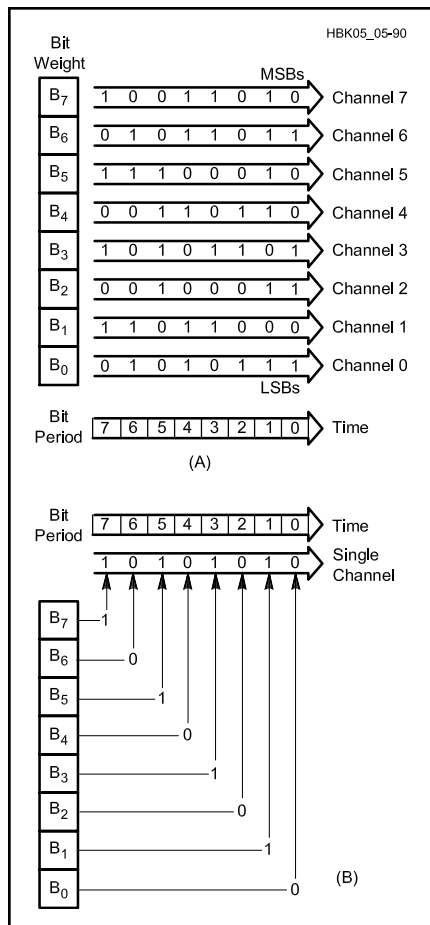 HBK05_05-90
Bit
Weight
MSBs
B7 1 0 0 1 1 0 1 0 Channel 7
B6 0 1 0 1 1 0 1 1 Channel 6
B5 1 1 1 0 0 0 1 0 Channel 5
B4 0 0 1 1 0 1 1 0 Channel 4
B3 1 0 1 0 1 1 0 1 Channel 3
B2 0 0 1 0 0 0 1 1 Channel 2
B1 1 1 0 1 1 0 0 0 Channel 1
B0 0 1 0 1 0 1 1 1 Channel 0
LSBs
Bit
Period
7 6 5 4 3 2 1 0 Time
(A)
Bit
Period
7 6 5 4 3 2 1 0 Time
1 0 1 0 1 0 1 0 Single
Channel
B7 1
B6 0
B5 1
B4 0
B3 1
B2 0
B1 1
B0 0
(B)